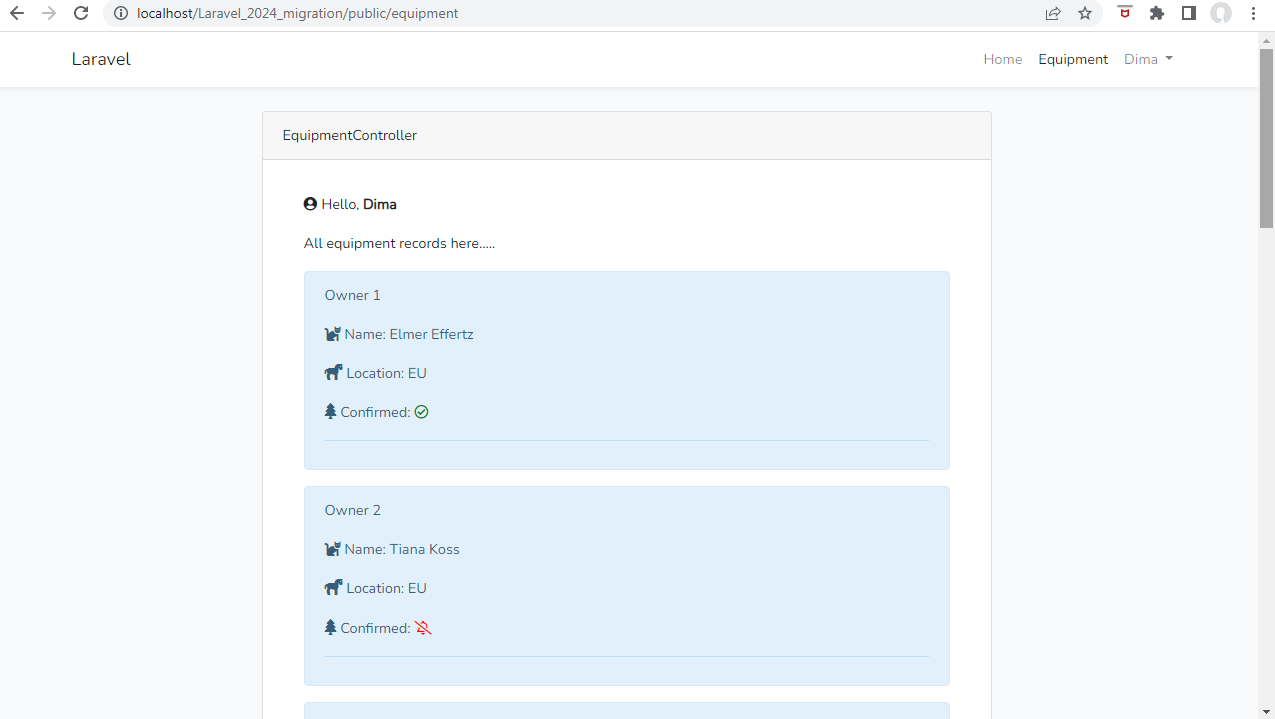 localhost/Laravel_2024_migration/public/equipment
Laravel
Home Equipment Dima
EquipmentController
Hello, Dima
All equipment records here.....
Owner 1
Name: Elmer Effertz
Location: EU
Confirmed:
Owner 2
Name: Tiana Koss
Location: EU
Confirmed: